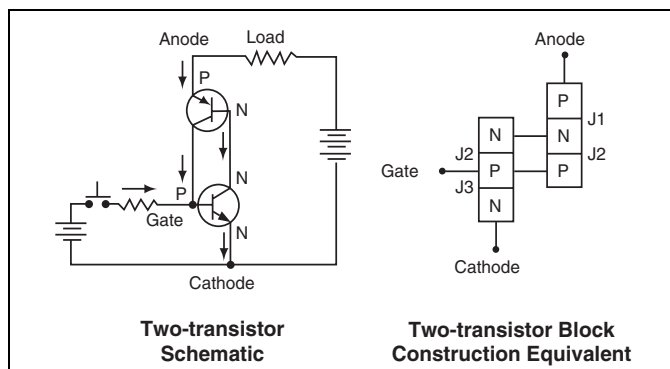 Anode
Load
P
N
N
P
Gate
N
Cathode
Two-transistor
Schematic
Anode
P
J1
N
N
J2
J2
Gate
P
P
J3
N
Cathode
Two-transistor Block
Construction Equivalent